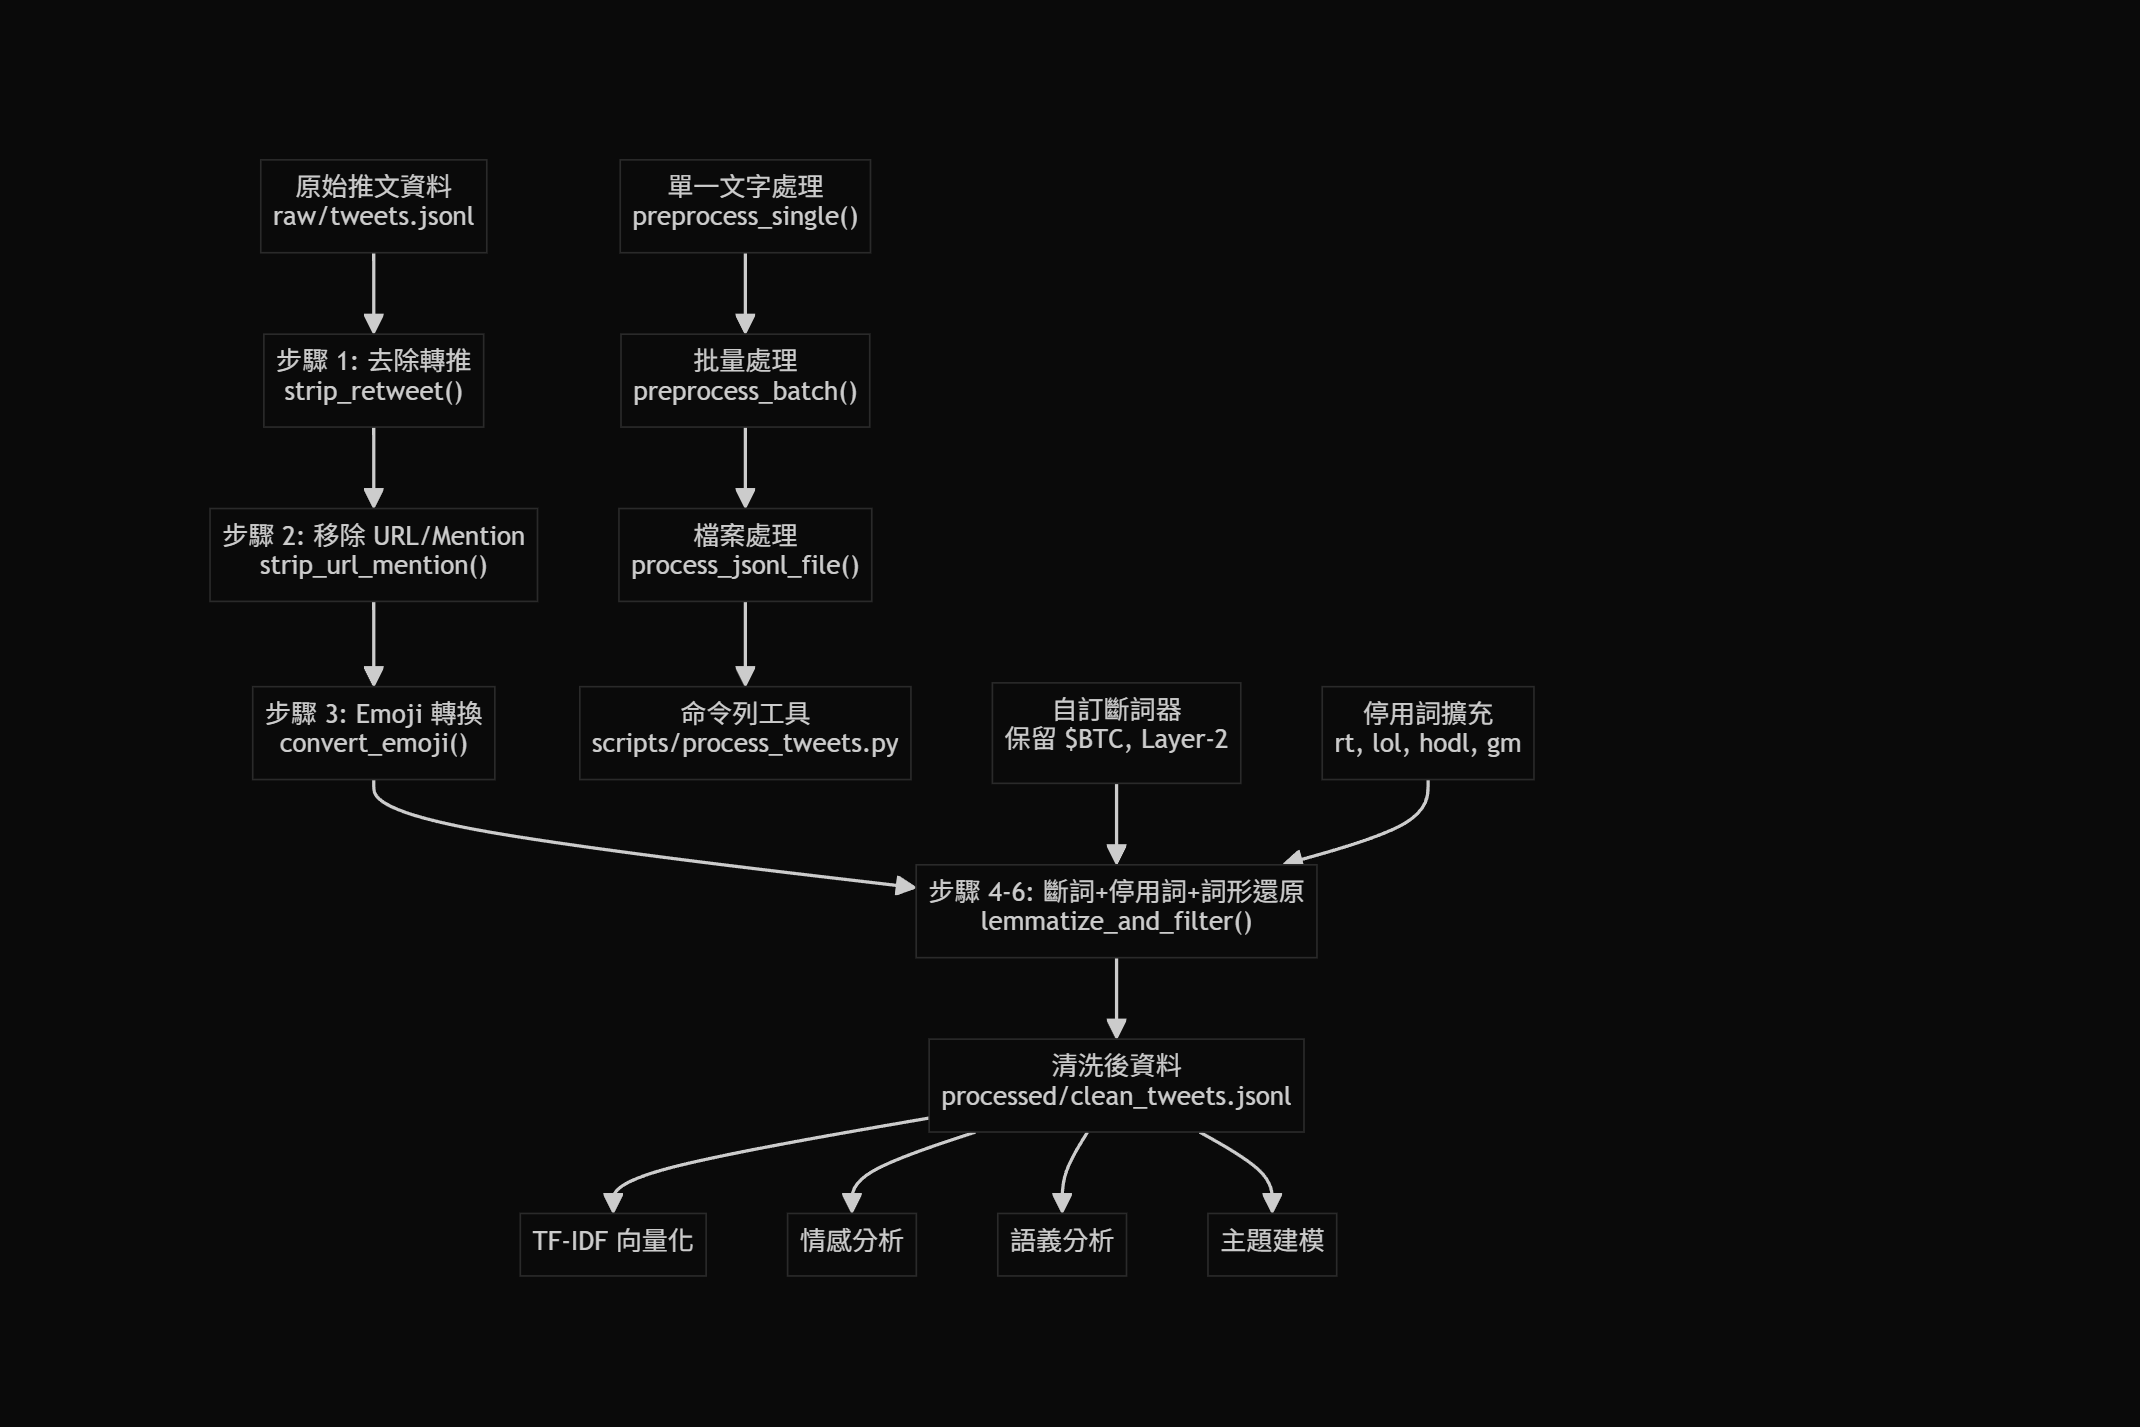 原始推文資料
raw/tweets.jsonl
單一文字處理
preprocess_single()
步驟 1: 去除轉推
strip_retweet()
批量處理
preprocess_batch()
步驟 2: 移除 URL/Mention
strip_url_mention()
檔案處理
process_jsonl_file()
步驟 3: Emoji 轉換
convert_emoji()
命令列工具
scripts/process_tweets.py
自訂斷詞器
保留 $BTC, Layer-2
停用詞擴充
rt, lol, hodl, gm
步驟 4-6: 斷詞+停用詞+詞形還原
lemmatize_and_filter()
清洗後資料
processed/clean_tweets.jsonl
TF-IDF 向量化
情感分析
語義分析
主題建模